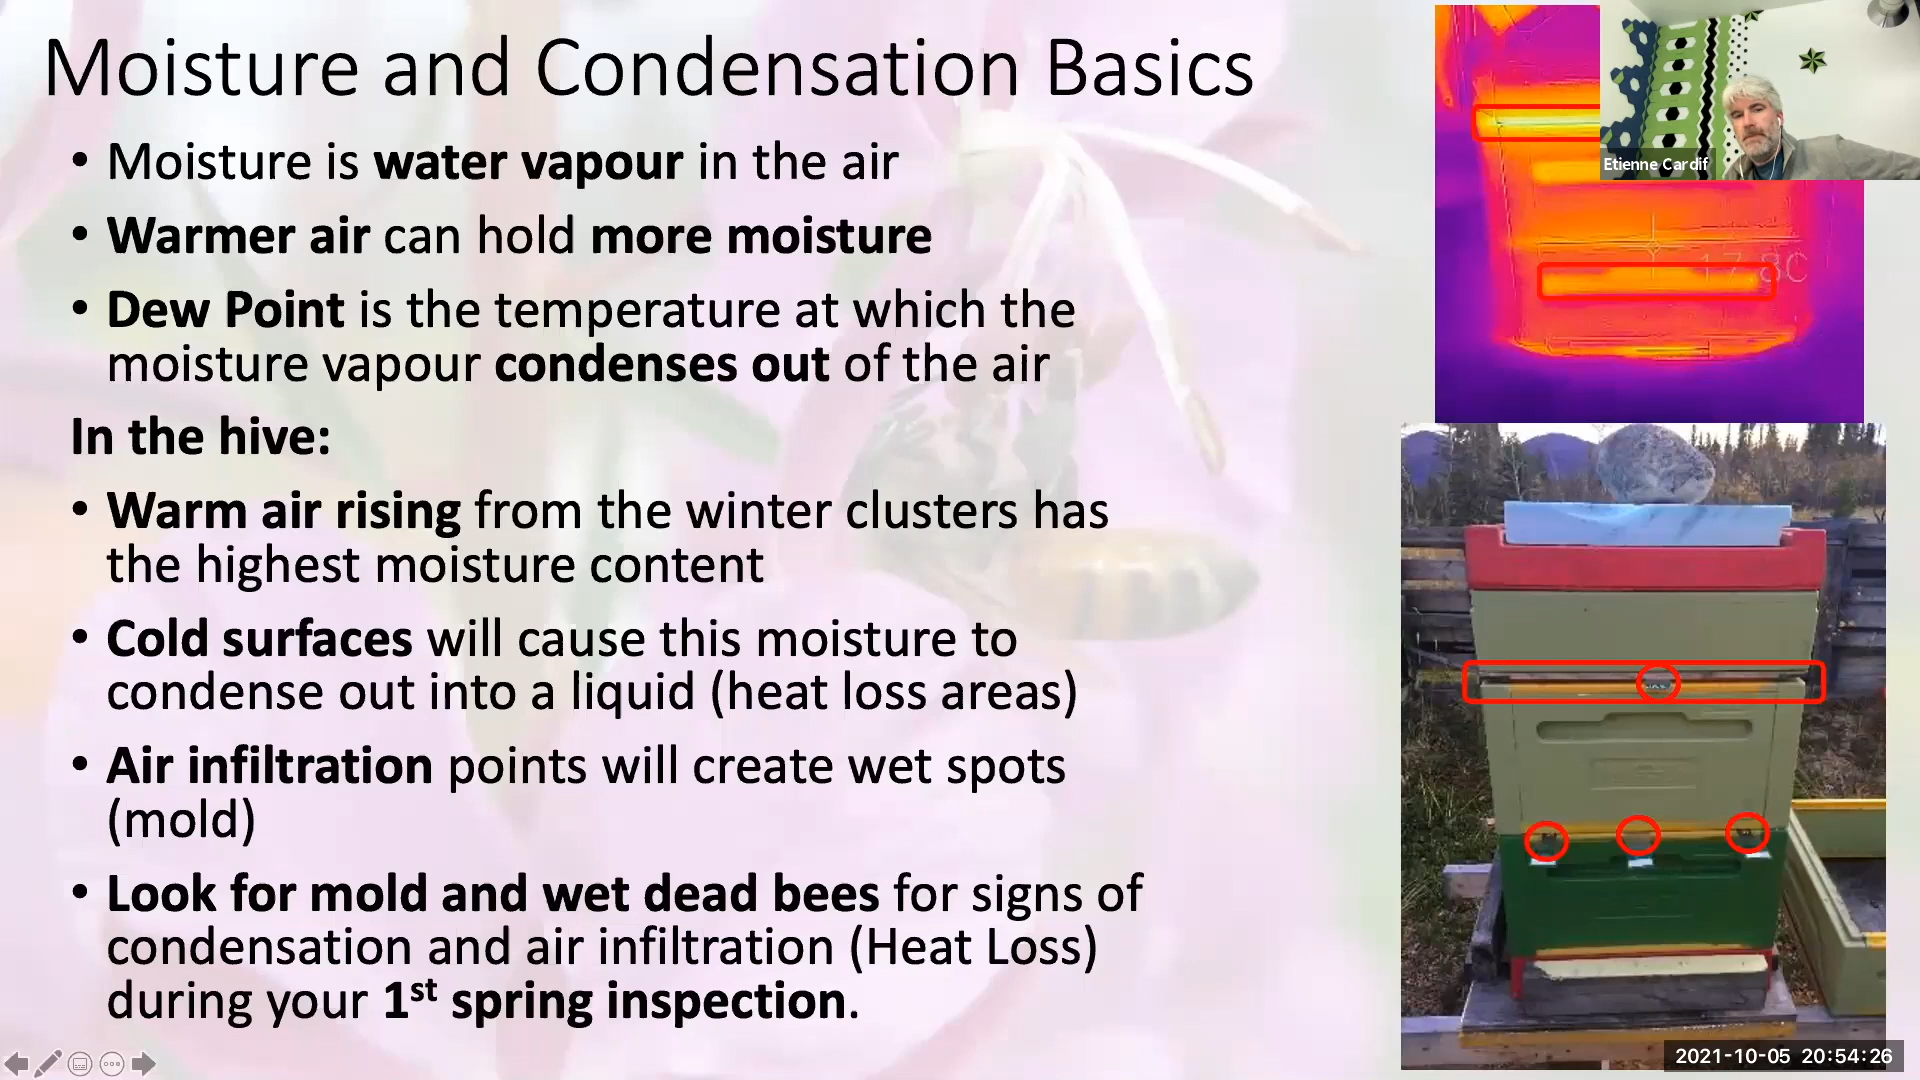 Moisture and Condensation Basics
• Moisture is water vapour in the air
• Warmer air can hold more moisture
• Dew Point is the temperature at which the
moisture vapour condenses out of the air
In the hive:
• Warm air rising from the winter clusters has
the highest moisture content
• Cold surfaces will cause this moisture to
condense out into a liquid (heat loss areas)
• Air infiltration points will create wet spots
(mold)
• Look for mold and wet dead bees for signs of
condensation and air infiltration (Heat Loss)
during your 1st spring inspection.
Etienne Cardif
17.8C
2021-10-05 20:54:26